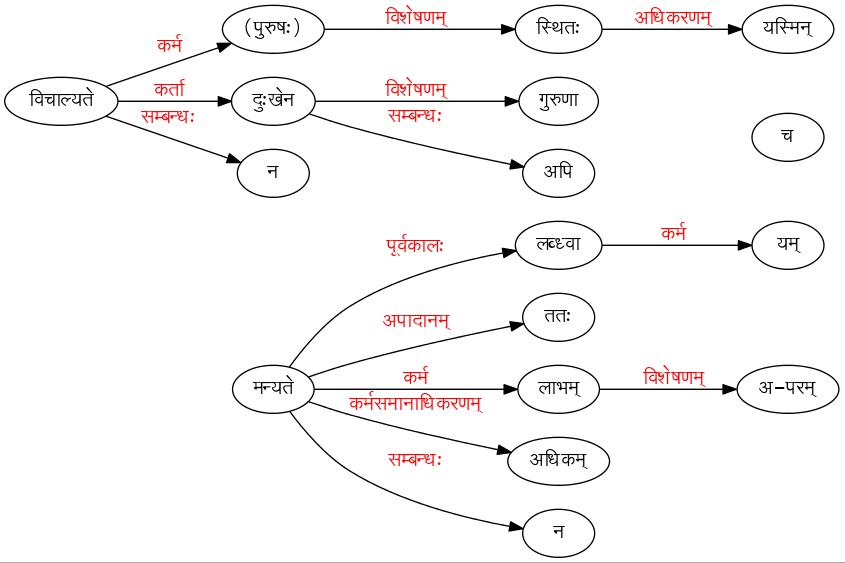 (पुरुषः) विशेषणम् स्थितः अधिकरणम् यस्मिन्
कर्म
विचाल्यते कर्ता दुःखेन विशेषणम् गुरुणा
सम्बन्धः सम्बन्धः
च
न अपि
पूर्वकालः लब्ध्वा कर्म यम्
अपादानम् ततः
मन्यते कर्म लाभम् विशेषणम् अ-परम्
कर्मसमानाधिकरणम्
सम्बन्धः अधिकम्
न